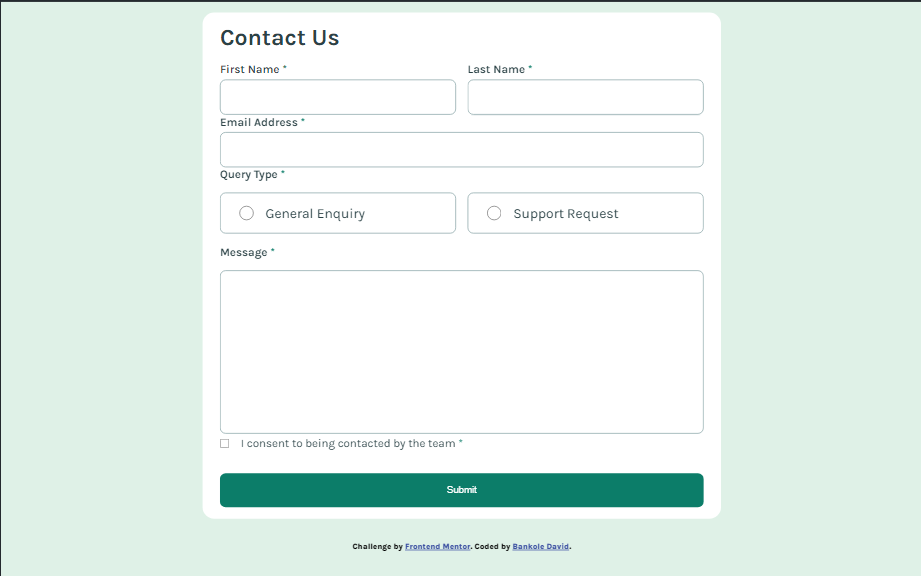 Contact Us
First Name * Last Name *
Email Address *
Query Type *
General Enquiry Support Request
Message *
I consent to being contacted by the team *
Submit
Challenge by Frontend Mentor. Coded by Bankole David.